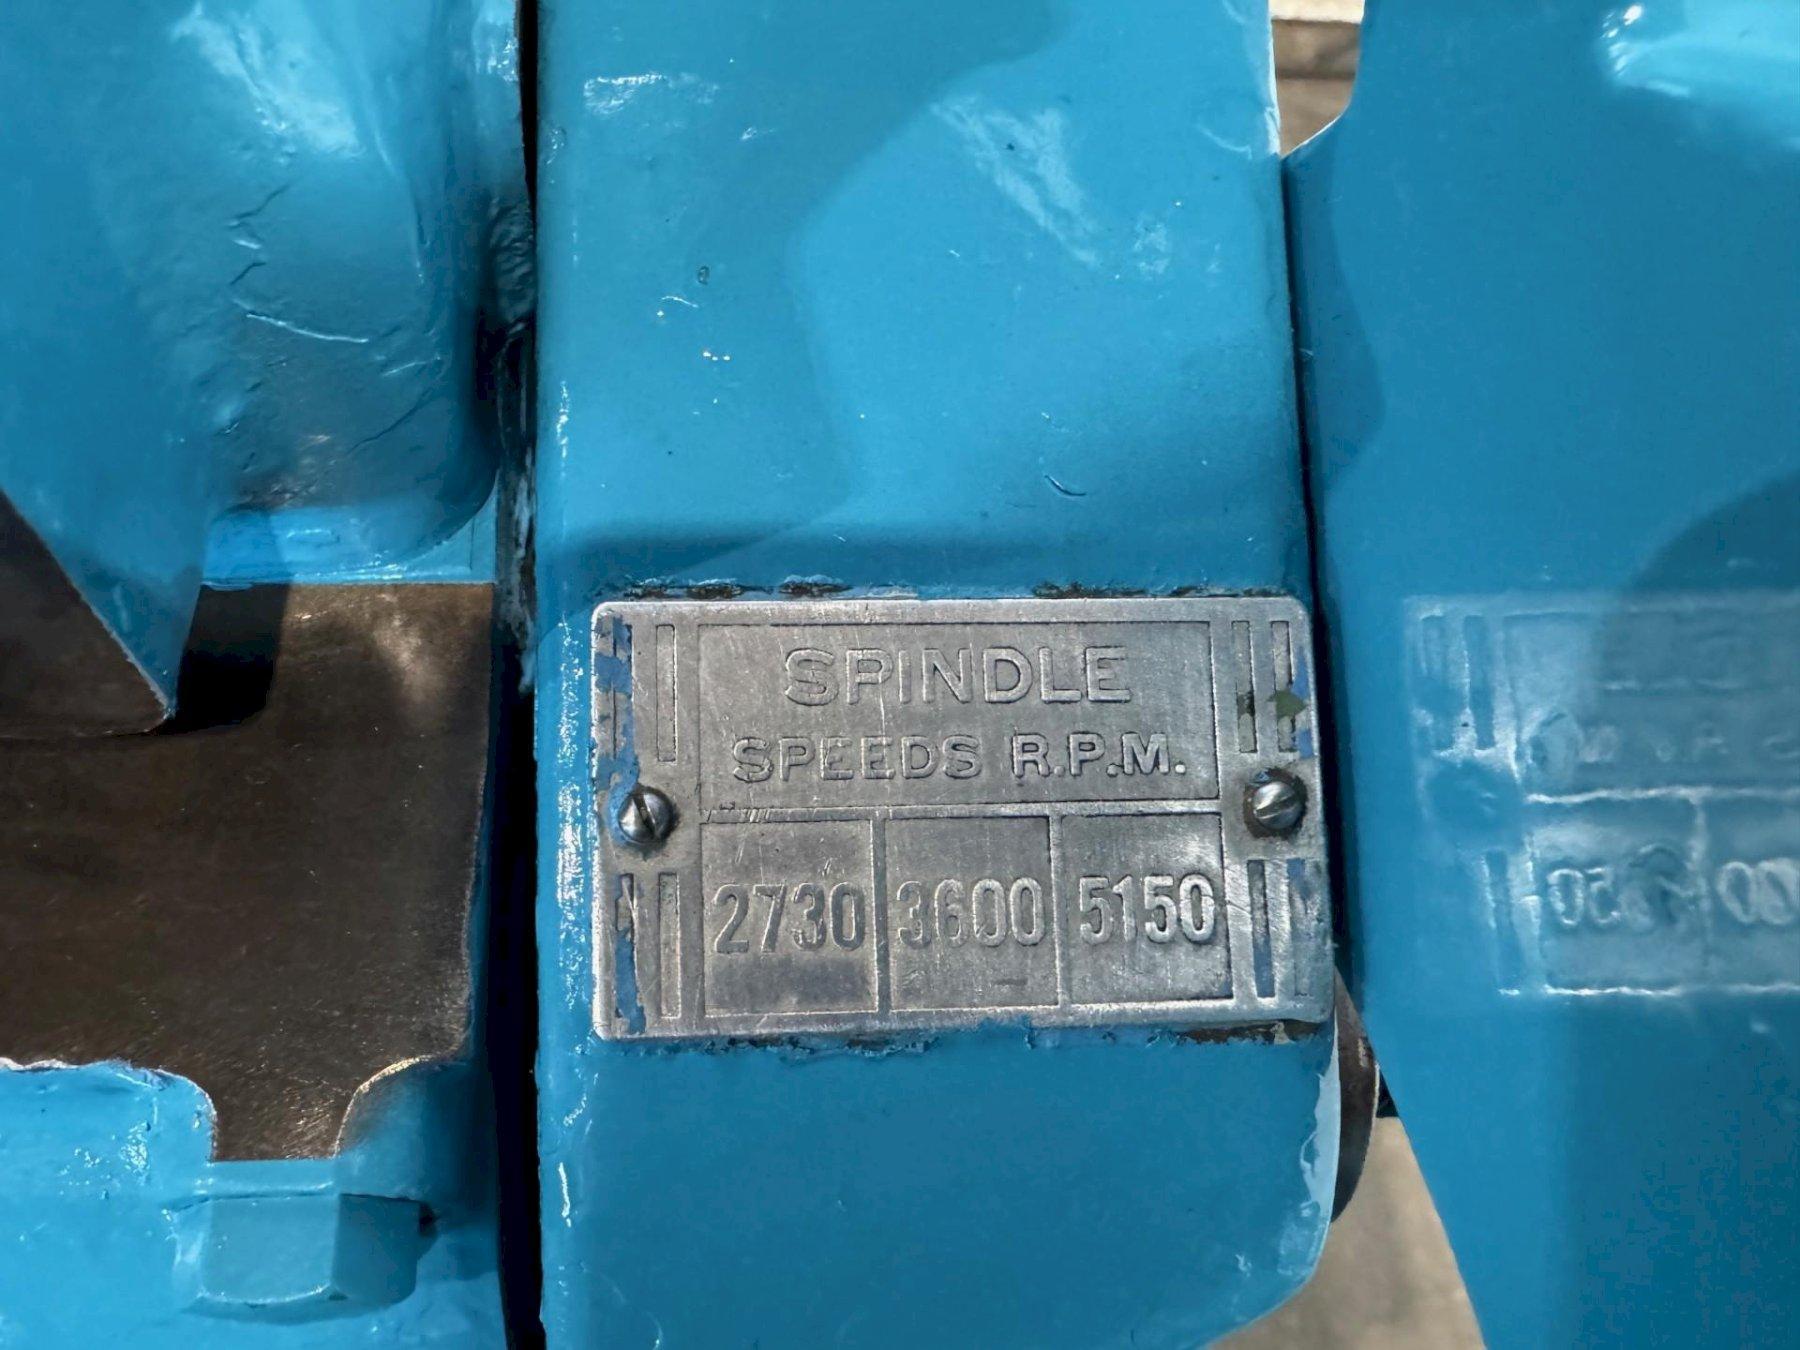 SPINDLE
SPEEDS R.P.M.
2730 3600 5150